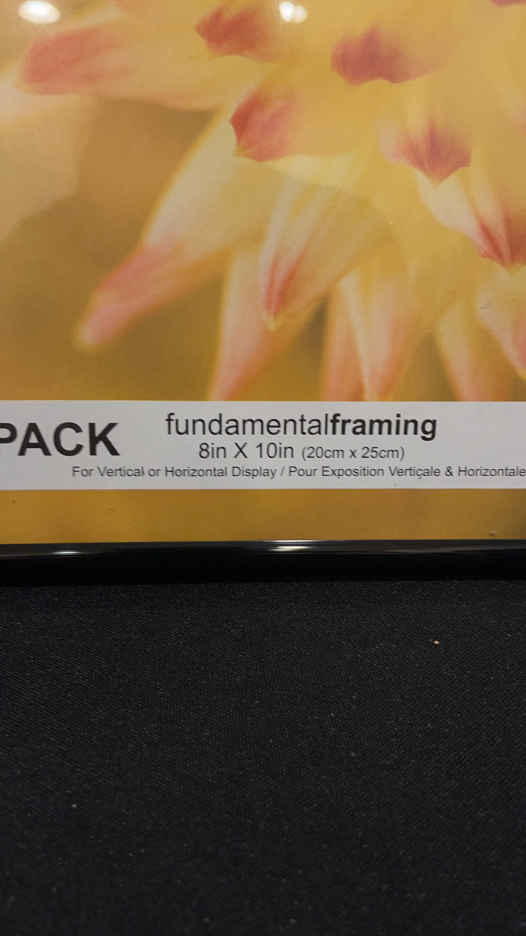 PACK
fundamentalframing
8in X 10in (20cm x 25cm)
For Vertical or Horizontal Display / Pour Exposition Verticale & Horizontale